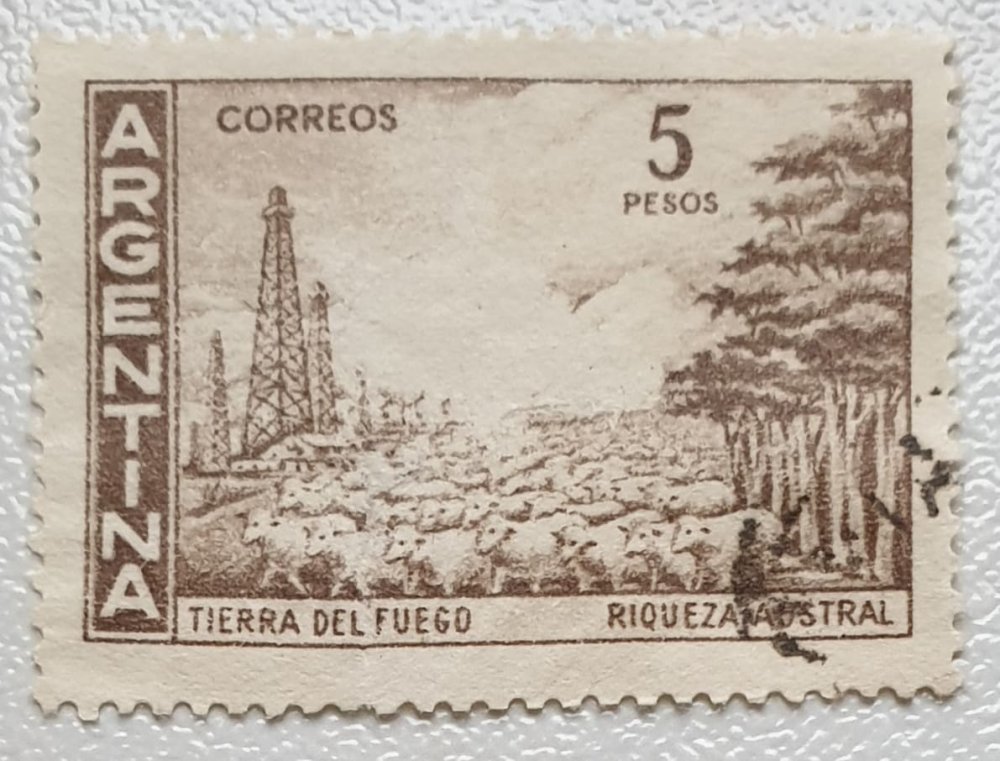 ARGENTINA
CORREOS
5
PESOS
TIERRA DEL FUEGO
RIQUEZA AUSTRAL